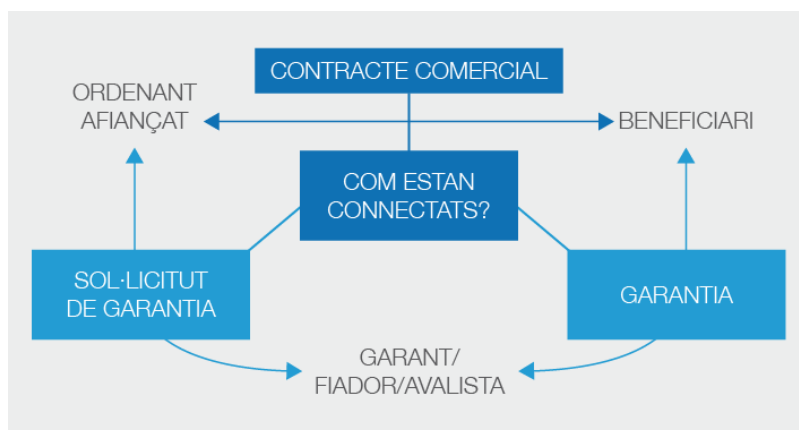 CONTRACTE COMERCIAL
ORDENANT
AFIANÇAT
BENEFICIARI
COM ESTAN
CONNECTATS?
SOL·LICITUT
DE GARANTIA
GARANTIA
GARANT/
FIADOR/AVALISTA